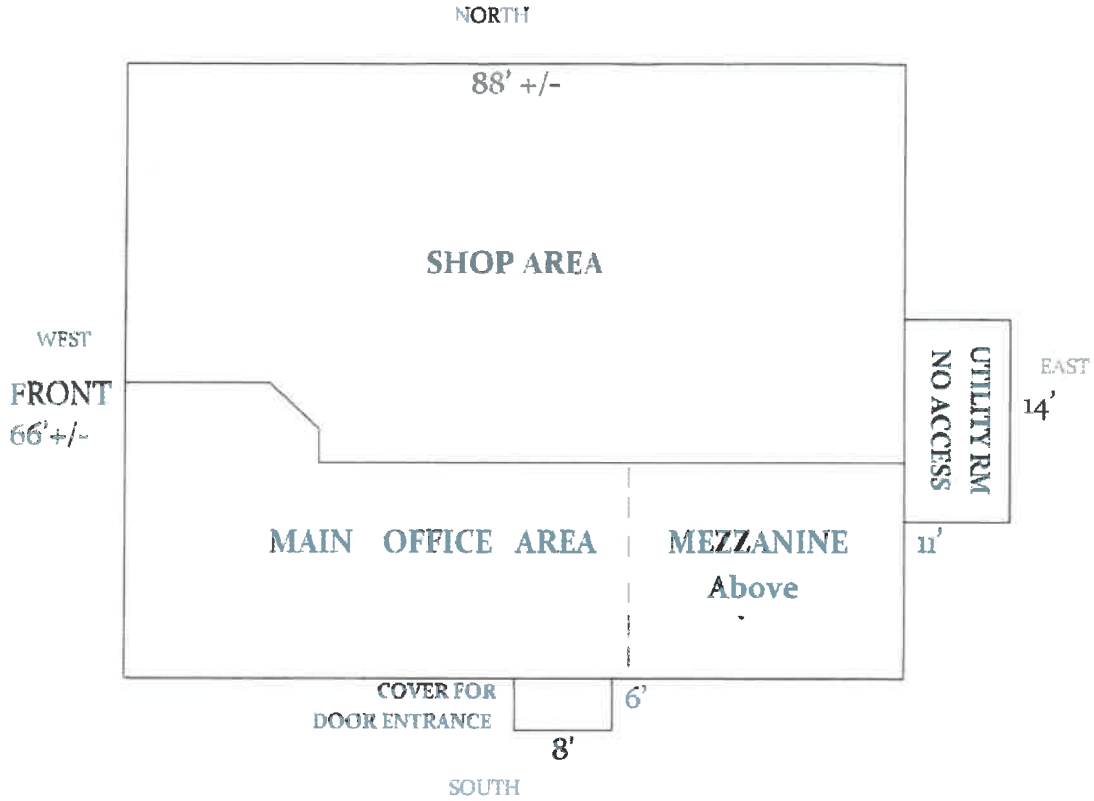 NORTH
88' +/-
SHOP AREA
WEST
FRONT
66'+/-
UTILITY RM
NO ACCESS
EAST
14'
MAIN OFFICE AREA
MEZZANINE
Above
11'
COVER FOR
DOOR ENTRANCE
6'
8'
SOUTH